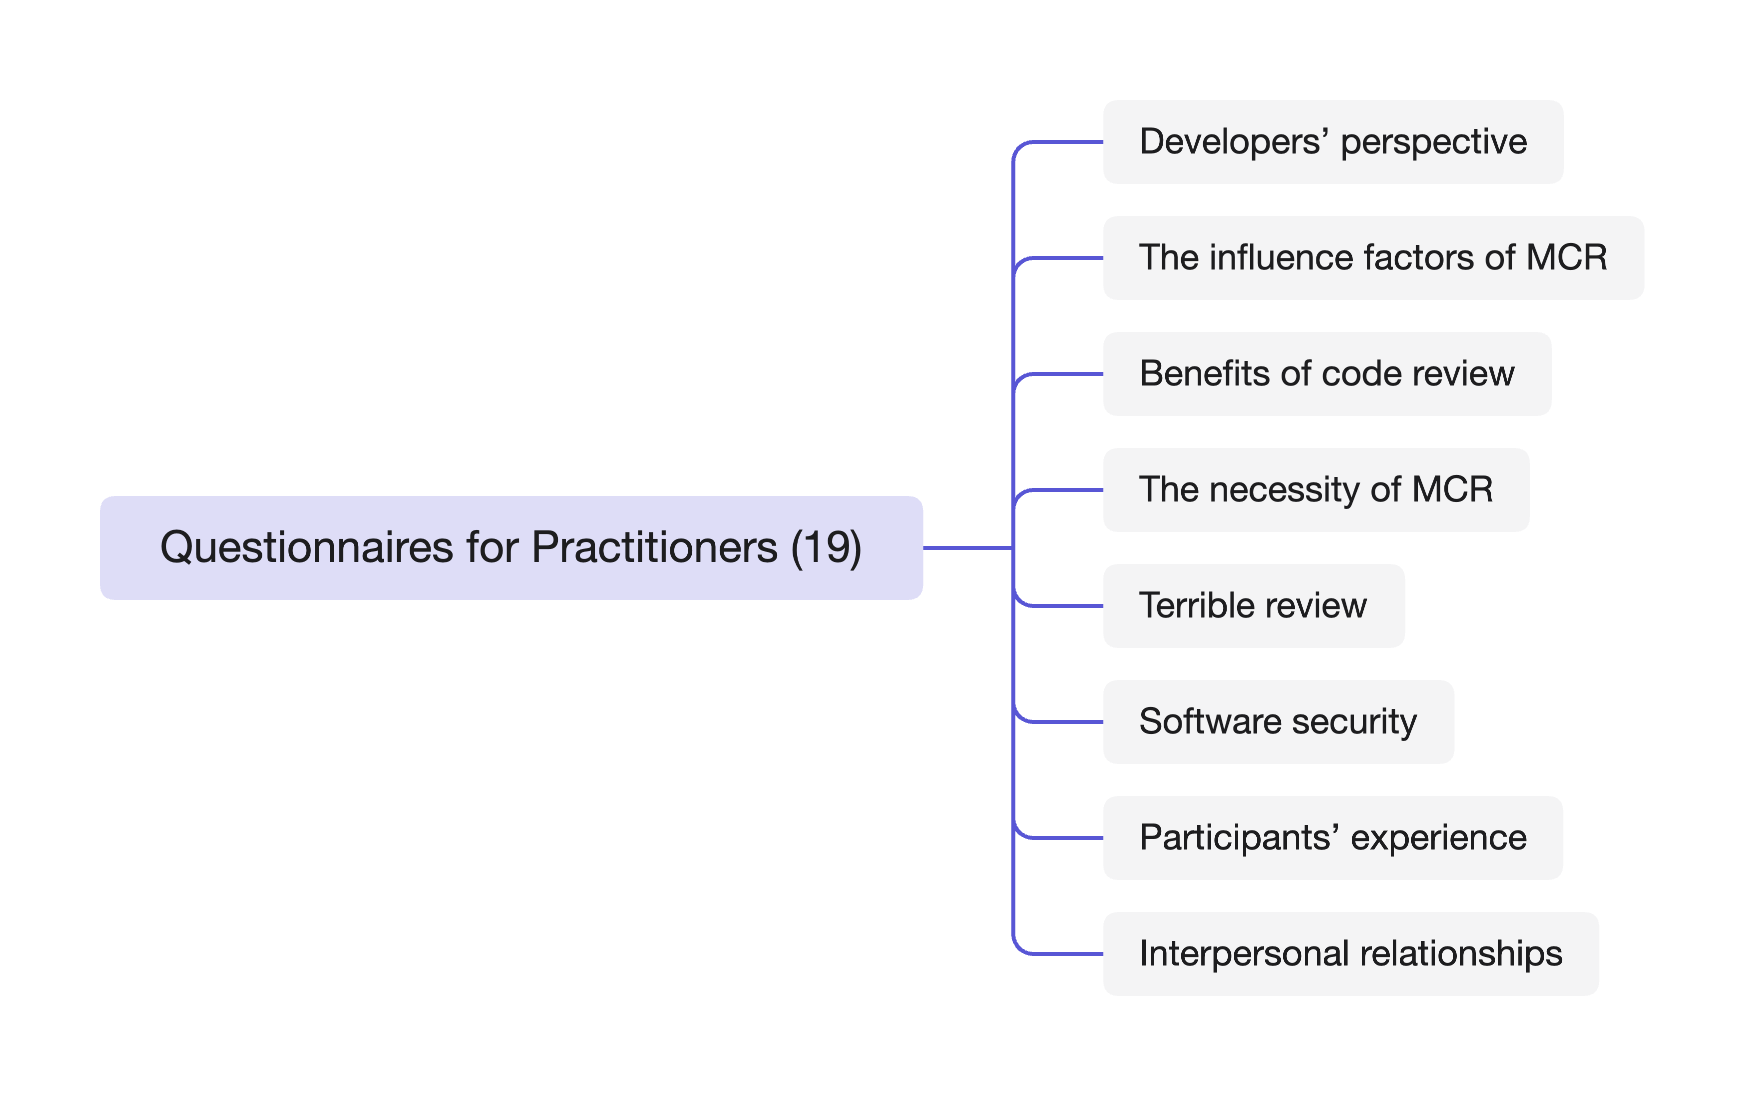 Developers’ perspective
The influence factors of MCR
Benefits of code review
The necessity of MCR
Questionnaires for Practitioners (19)
Terrible review
Software security
Participants’ experience
Interpersonal relationships